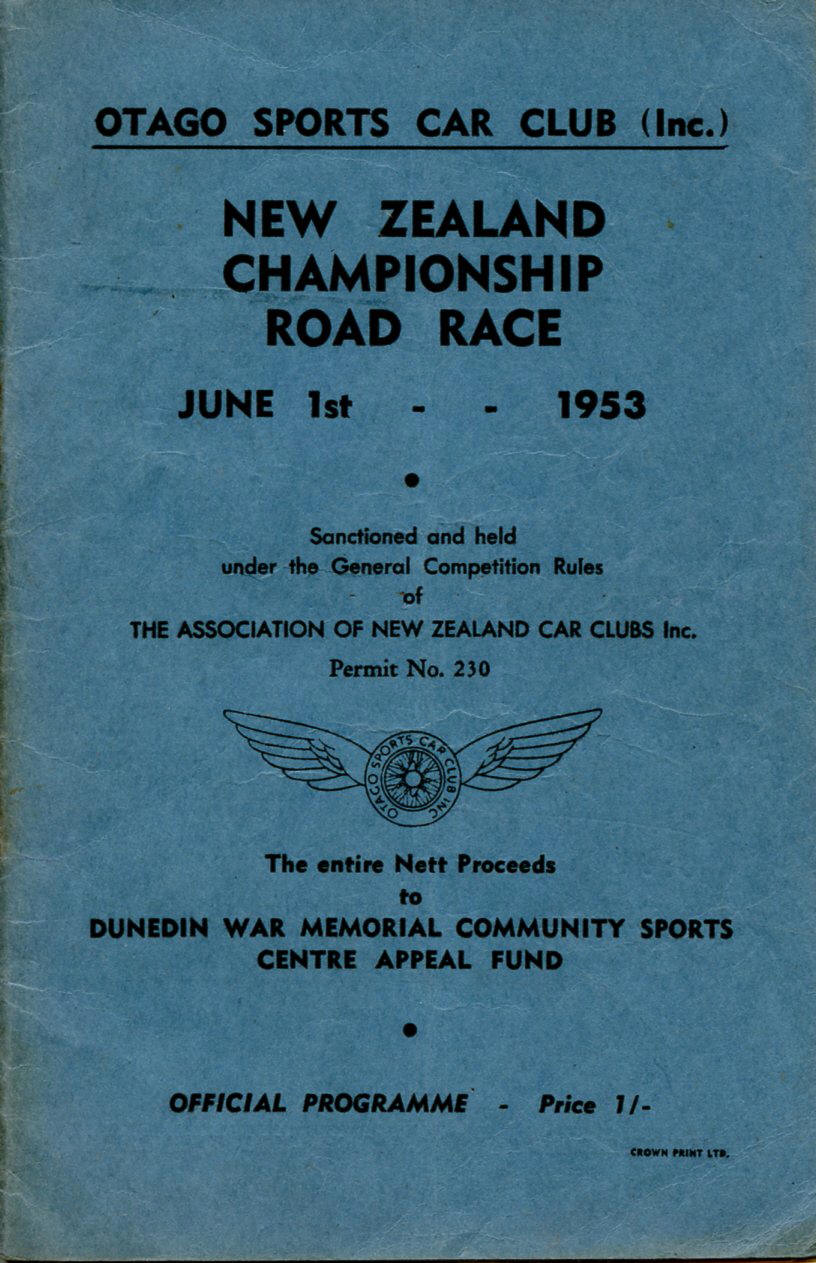 OTAGO SPORTS CAR CLUB (Inc.)
NEW ZEALAND
CHAMPIONSHIP
ROAD RACE
JUNE 1st - - 1953
Sanctioned and held
under the General Competition Rules
of
THE ASSOCIATION OF NEW ZEALAND CAR CLUBS Inc.
Permit No. 230
OTAGO SPORTS CAR CLUB INC
The entire Nett Proceeds
to
DUNEDIN WAR MEMORIAL COMMUNITY SPORTS
CENTRE APPEAL FUND
OFFICIAL PROGRAMME - Price 1/-
CROWN PRINT LTD.